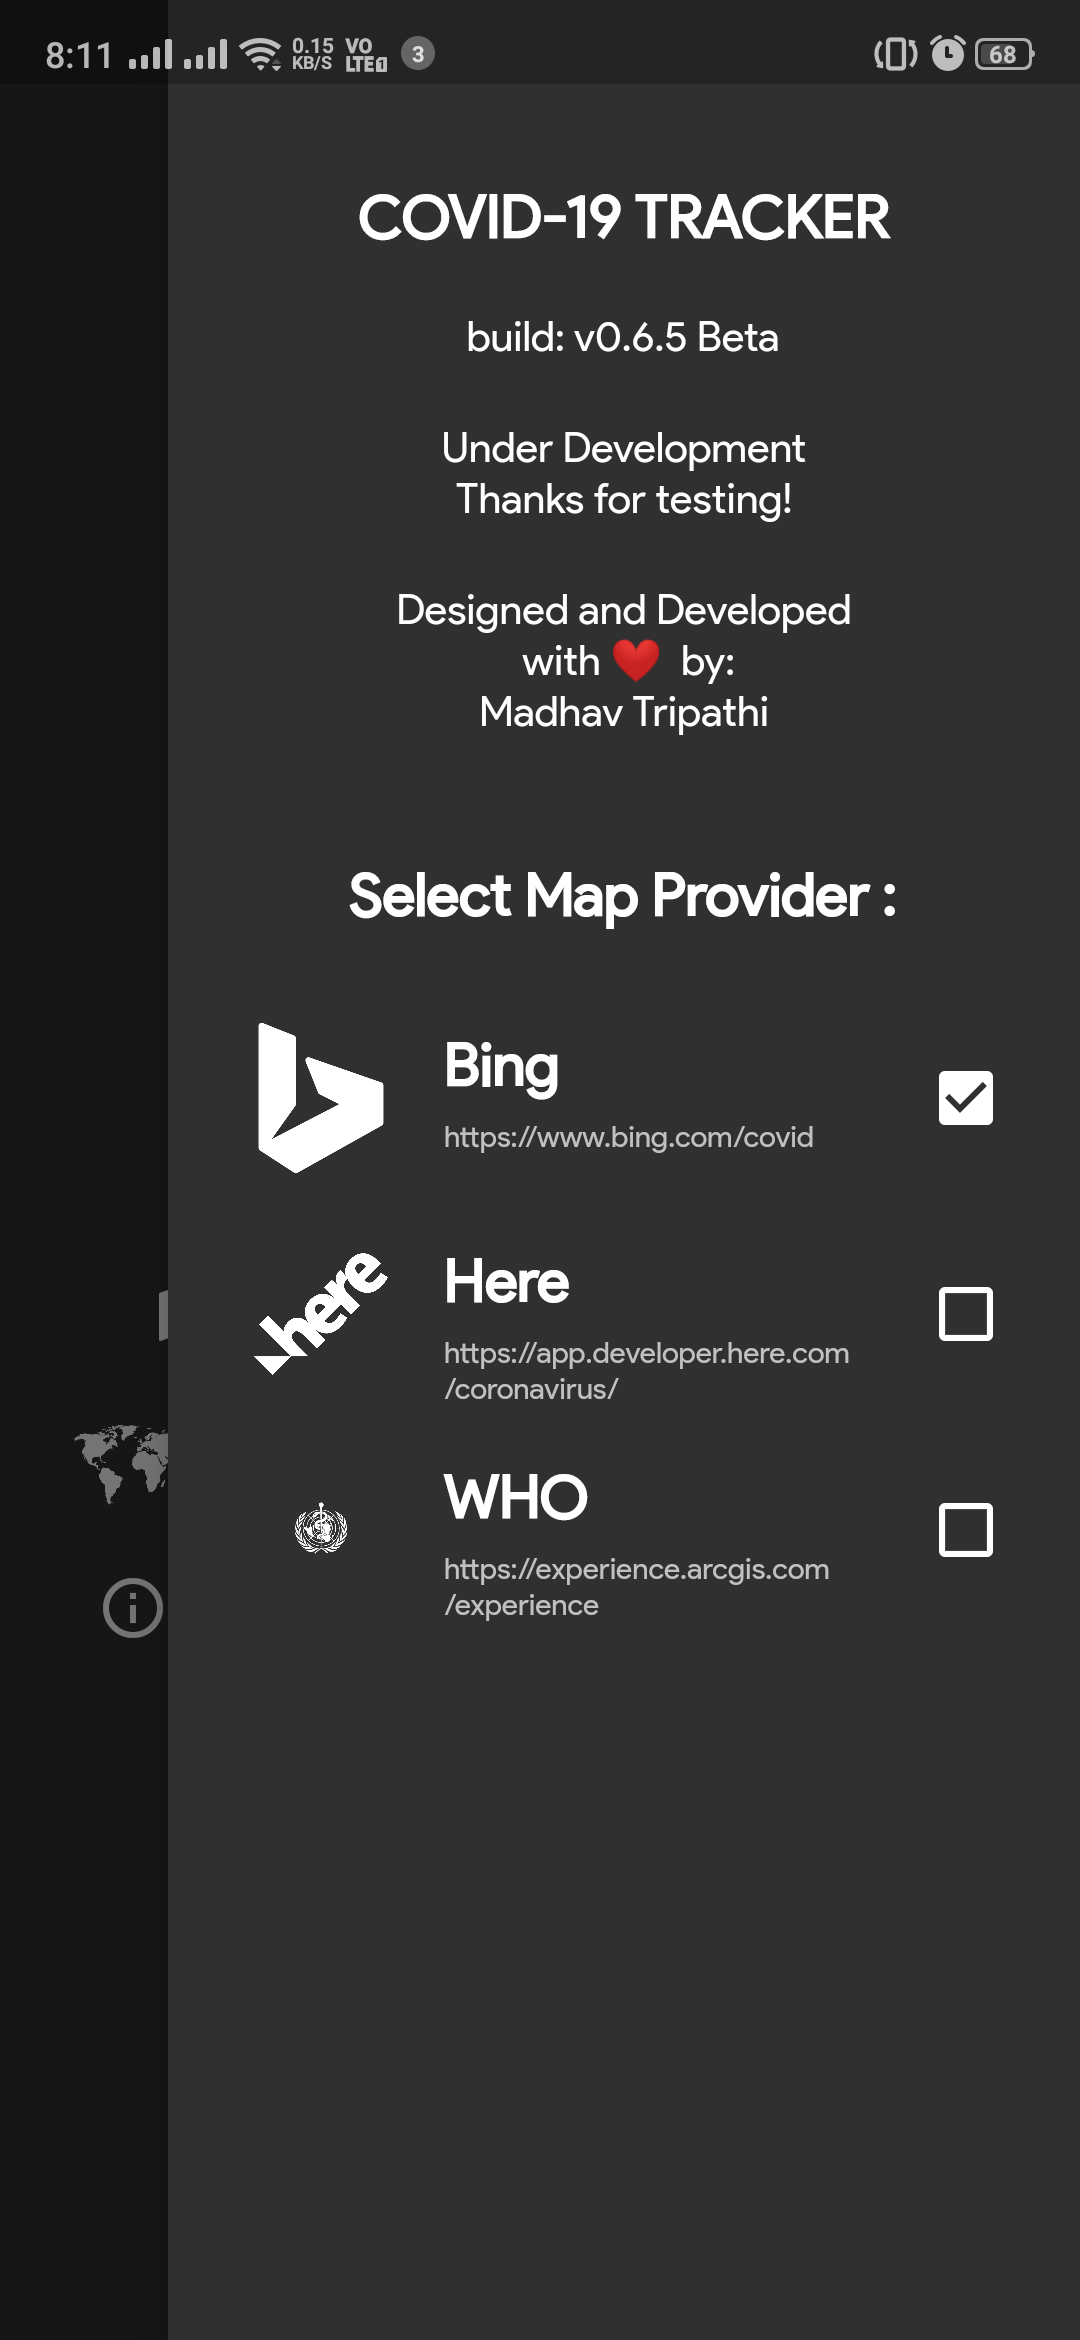 8:11 0.15 KB/S VO LTE 1 3 68
COVID-19 TRACKER
build: v0.6.5 Beta
Under Development
Thanks for testing!
Designed and Developed
with ❤️ by:
Madhav Tripathi
Select Map Provider :
Bing
https://www.bing.com/covid
here
Here
https://app.developer.here.com
/coronavirus/
WHO
https://experience.arcgis.com
/experience